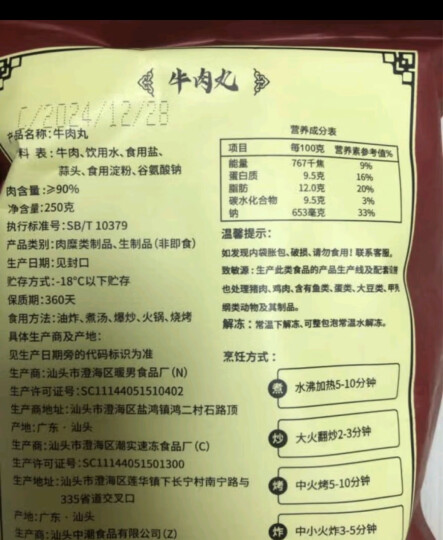 牛肉丸
C/2024/12/28
产品名称:牛肉丸
料 表:牛肉、饮用水、食用盐、
蒜头、食用淀粉、谷氨酸钠
肉含量:≥90%
净含量:250克
执行标准号:SB/T 10379
产品类别:肉糜类制品、生制品(非即食)
生产日期:见封口
贮存方式:-18°C以下贮存
保质期:360天
食用方法:油炸、煮汤、爆炒、火锅、烧烤
具体生产商及产地:
见生产日期旁的代码标识为准
生产商:汕头市澄海区暖男食品厂(N)
生产许可证号:SC11144051510402
生产商地址:汕头市澄海区盐鸿镇鸿二村石路顶
产地:广东·汕头
生产商:汕头市澄海区潮实速冻食品厂(C)
生产许可证号:SC11144051501300
生产地址:汕头市澄海区莲华镇下长宁村南宁路与
335省道交叉口
产地:广东·汕头
汕头中潮食品有限公司(Z)
营养成分表
项目 每100克 营养素参考值%
能量 767千焦 9%
蛋白质 9.5克 16%
脂肪 12.0克 20%
碳水化合物 9.5克 3%
钠 653毫克 33%
温馨提示:
如发现内袋胀包、破损、请勿食用!联系客服。
致敏源:生产此类食品的产品生产线及配套设
也处理猪肉、鸡肉、含有鱼类、蛋类、大豆类、甲壳
纲类动物及其制品。
解冻:常温下解冻,可整包泡常温水解冻。
烹饪方式:
煮 水沸加热5-10分钟
炒 大火翻炒2-3分钟
烤 中火烤5-10分钟
炸 中小火炸3-5分钟